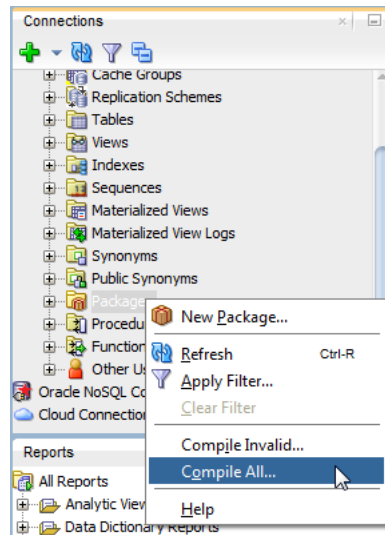 Connections
Cache Groups
Replication Schemes
Tables
Views
Indexes
Sequences
Materialized Views
Materialized View Logs
Synonyms
Public Synonyms
Package
New Package...
Procedu
Function
Refresh Ctrl-R
Other Us
Apply Filter...
Oracle NoSQL Co
Clear Filter
Cloud Connection
Reports
Compile Invalid...
All Reports
Compile All...
Analytic View
Help
Data Dictionary Reports